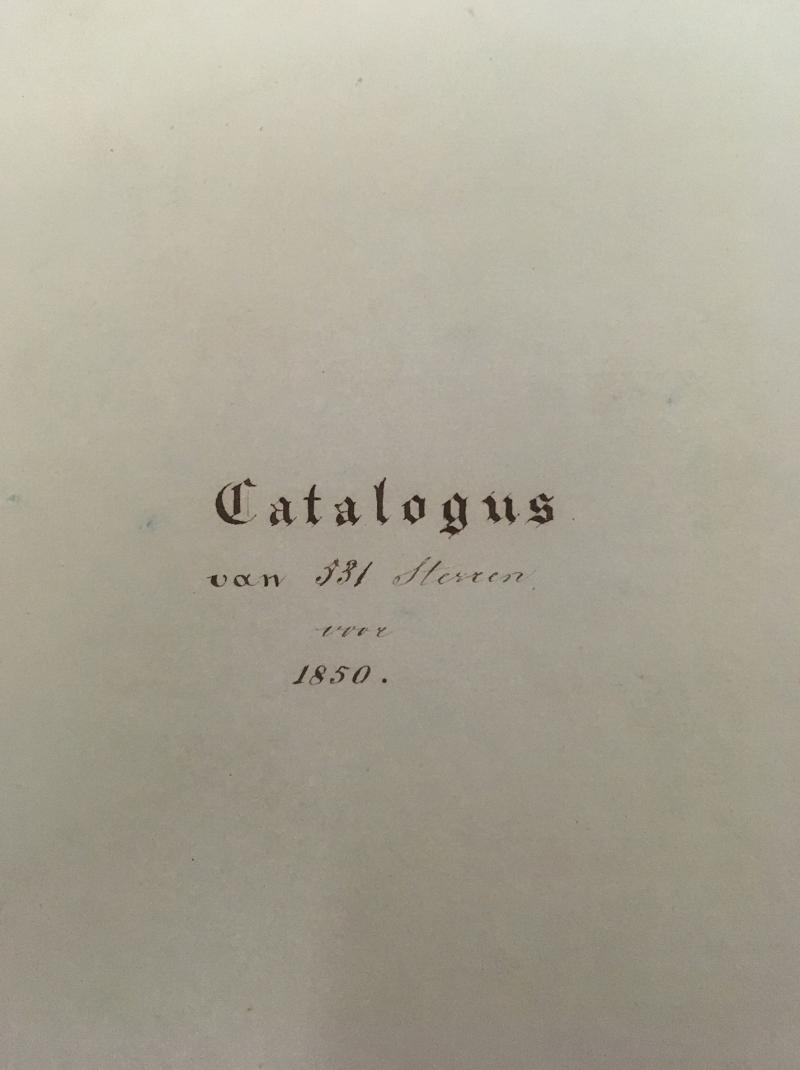 Catalogus
van 531 Sterren
voor
1850.